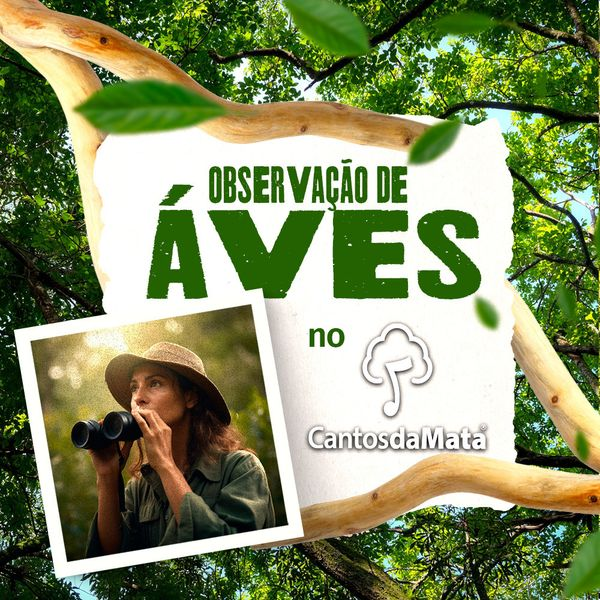 OBSERVAÇÃO DE
ÁVES
no
CantosdaMata®